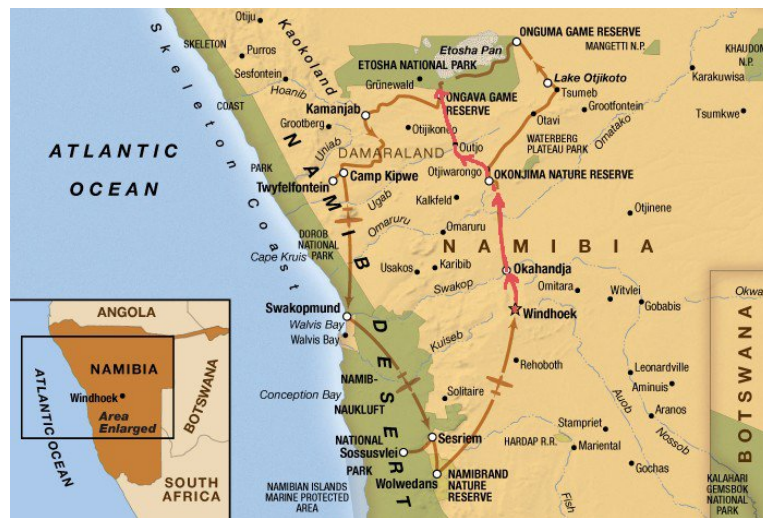 Otiju
SKELETON
Purros
Kaokoland
Sesfontein
Hoanib
COAST
Grootberg
Uniab
PARK
Kamanjab
ETOSHA NATIONAL PARK
Grünewald
Etosha Pan
ONGUMA GAME RESERVE
MANGETTI N.P.
KHAUDOM
N.P.
Karakuwisa
Lake Otjikoto
Tsumeb
Grootfontein
Tsumkwe
ONGAVA GAME
RESERVE
Otavi
Omatako
Otjikondo
Outjo
WATERBERG
PLATEAU PARK
DAMARALAND
Otjiwarongo
OKONJIMA NATURE RESERVE
Camp Kipwe
Twyfelfontein
Ugab
Kalkfeld
Otjinene
ATLANTIC
OCEAN
Skeleton Coast
NAMIB
DESERT
DOROB
NATIONAL
PARK
Omaruru
Omaruru
NAMIBIA
Cape Kruis
Usakos
Karibib
Swakop
Okahandja
Omitara
Witvlei
Gobabis
Okwa
Swakopmund
Walvis Bay
Walvis Bay
Windhoek
Kuiseb
Rehoboth
Leonardville
Aminuis
Aranos
Auob
Nossob
NAMIB-
NAUKLUFT
Conception Bay
Solitaire
NATIONAL
PARK
Sesriem
Sossusvlei
Wolwedans
NAMIBRAND
NATURE
RESERVE
HARDAP R.R.
Stampriet
Mariental
Gochas
Fish
NAMIBIAN ISLANDS
MARINE PROTECTED
AREA
BOTSWANA
KALAHARI
GEMSBOK
NATIONAL
PARK
ANGOLA
NAMIBIA
Windhoek
Area
Enlarged
BOTSWANA
ATLANTIC OCEAN
SOUTH
AFRICA